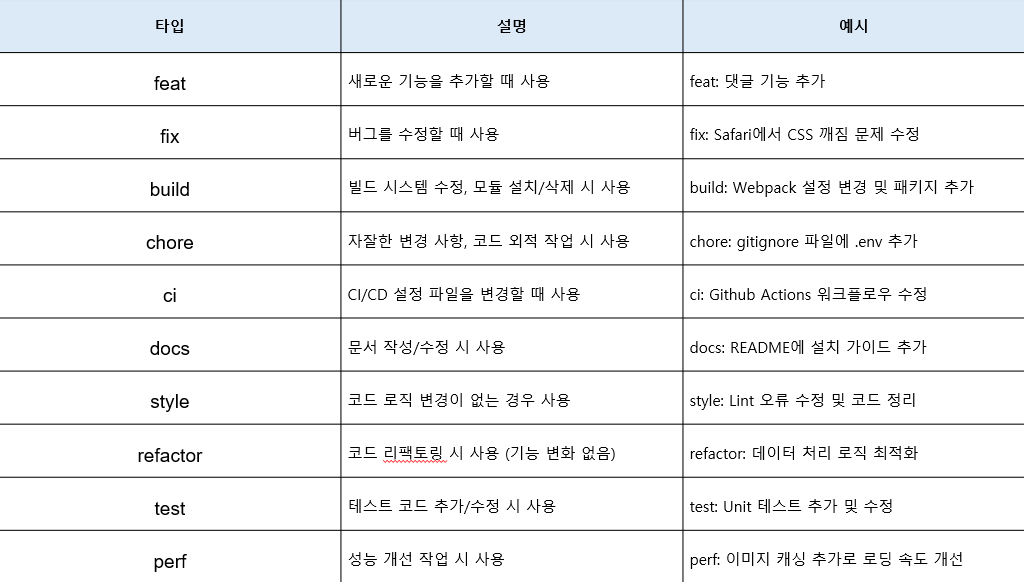 타입 설명 예시
feat 새로운 기능을 추가할 때 사용 feat: 댓글 기능 추가
fix 버그를 수정할 때 사용 fix: Safari에서 CSS 깨짐 문제 수정
build 빌드 시스템 수정, 모듈 설치/삭제 시 사용 build: Webpack 설정 변경 및 패키지 추가
chore 자잘한 변경 사항, 코드 외적 작업 시 사용 chore: gitignore 파일에 .env 추가
ci CI/CD 설정 파일을 변경할 때 사용 ci: Github Actions 워크플로우 수정
docs 문서 작성/수정 시 사용 docs: README에 설치 가이드 추가
style 코드 로직 변경이 없는 경우 사용 style: Lint 오류 수정 및 코드 정리
refactor 코드 리팩토링 시 사용 (기능 변화 없음) refactor: 데이터 처리 로직 최적화
test 테스트 코드 추가/수정 시 사용 test: Unit 테스트 추가 및 수정
perf 성능 개선 작업 시 사용 perf: 이미지 캐싱 추가로 로딩 속도 개선